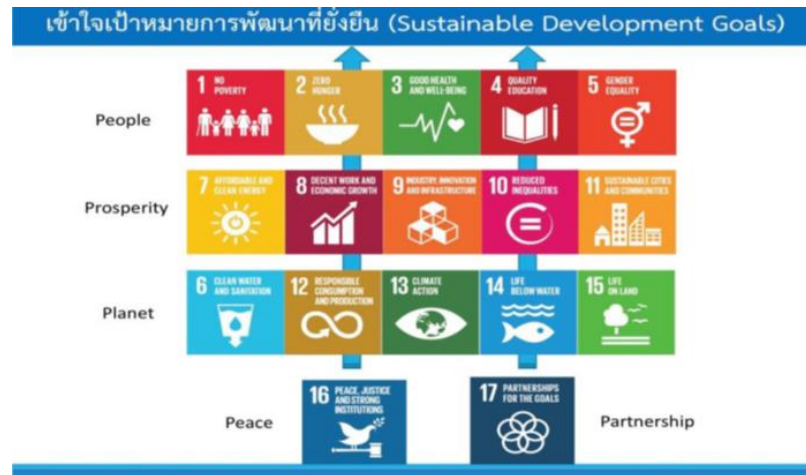 เข้าใจเป้าหมายการพัฒนาที่ยั่งยืน (Sustainable Development Goals)
People
1 NO
POVERTY
2 ZERO
HUNGER
3 GOOD HEALTH
AND WELL-BEING
4 QUALITY
EDUCATION
5 GENDER
EQUALITY
Prosperity
7 AFFORDABLE AND
CLEAN ENERGY
8 DECENT WORK AND
ECONOMIC GROWTH
9 INDUSTRY, INNOVATION
AND INFRASTRUCTURE
10 REDUCED
INEQUALITIES
11 SUSTAINABLE CITIES
AND COMMUNITIES
Planet
6 CLEAN WATER
AND SANITATION
12 RESPONSIBLE
CONSUMPTION
AND PRODUCTION
13 CLIMATE
ACTION
14 LIFE
BELOW WATER
15 LIFE
ON LAND
Peace
16 PEACE, JUSTICE
AND STRONG
INSTITUTIONS
17 PARTNERSHIPS
FOR THE GOALS
Partnership